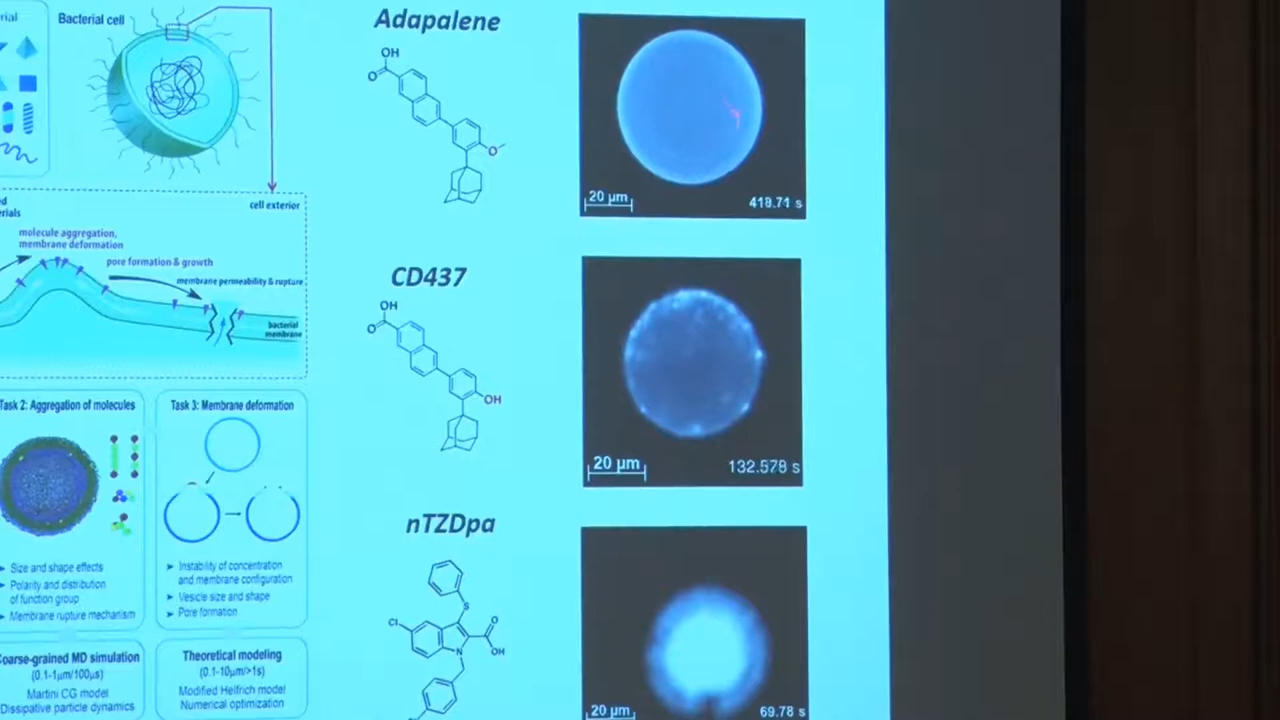 rial
Bacterial cell
cell exterior
ed
erials
molecule aggregation,
membrane deformation
pore formation & growth
membrane permeability & rupture
bacterial
membrane
Task 2: Aggregation of molecules
➤ Size and shape effects
➤ Polarity and distribution
of function group
➤ Membrane rupture mechanism
Task 3: Membrane deformation
➤ Instability of concentration
and membrane configuration
➤ Vesicle size and shape
➤ Pore formation
Coarse-grained MD simulation
(0.1-1μm/100μs)
Martini CG model
Dissipative particle dynamics
Theoretical modeling
(0.1-10μm/>1s)
Modified Helfrich model
Numerical optimization
Adapalene
OH
O
O
20 μm
418.71 s
CD437
OH
O
OH
20 μm
132.578 s
nTZDpa
S
Cl
O
OH
N
20 μm
69.78 s